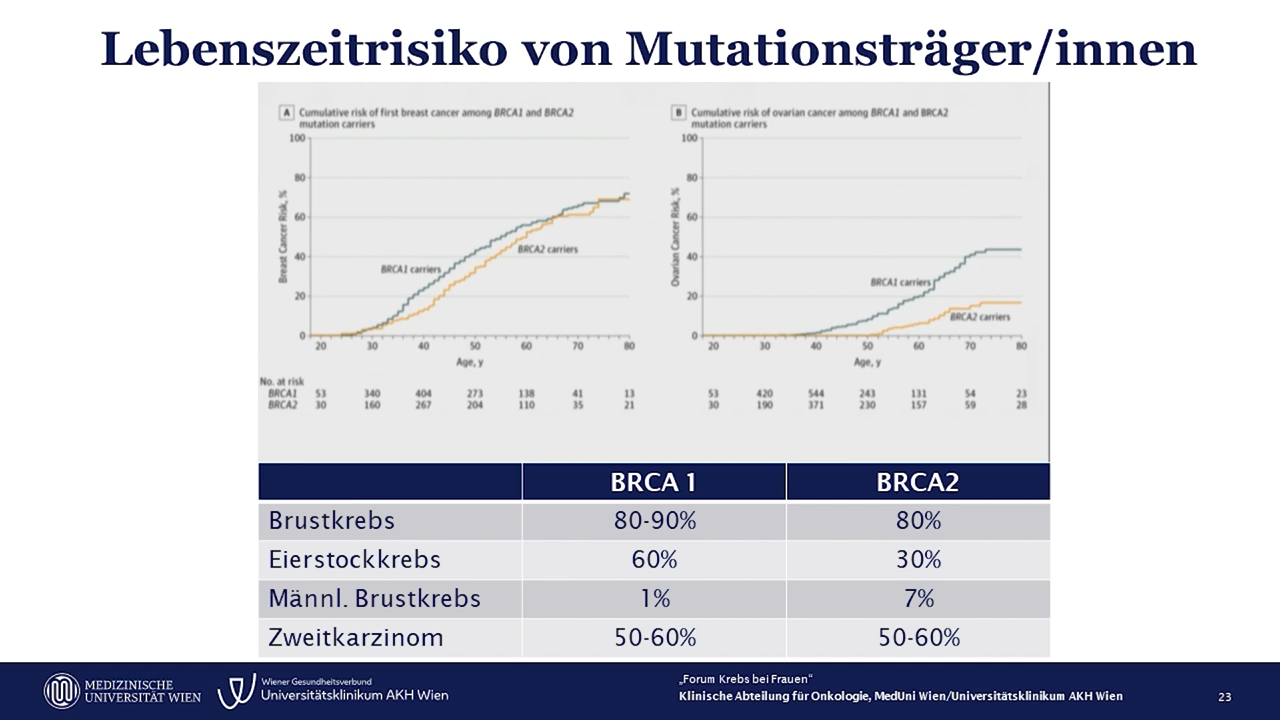 Lebenszeitrisiko von Mutationsträger/innen
A Cumulative risk of first breast cancer among BRCA1 and BRCA2
mutation carriers
100
80
60
40
20
0
Breast Cancer Risk, %
BRCA1 carriers
BRCA2 carriers
20 30 40 50 60 70 80
Age, y
No. at risk
BRCA1 53 340 404 273 138 41 13
BRCA2 30 160 267 204 110 35 21
B Cumulative risk of ovarian cancer among BRCA1 and BRCA2
mutation carriers
100
80
60
40
20
0
Ovarian Cancer Risk, %
BRCA1 carriers
BRCA2 carriers
20 30 40 50 60 70 80
Age, y
53 420 544 243 131 54 23
30 190 371 230 157 59 28
BRCA 1 BRCA2
Brustkrebs 80-90% 80%
Eierstockkrebs 60% 30%
Männl. Brustkrebs 1% 7%
Zweitkarzinom 50-60% 50-60%
MEDIZINISCHE
UNIVERSITÄT WIEN
Wiener Gesundheitsverbund
Universitätsklinikum AKH Wien
„Forum Krebs bei Frauen“
Klinische Abteilung für Onkologie, MedUni Wien/Universitätsklinikum AKH Wien
23